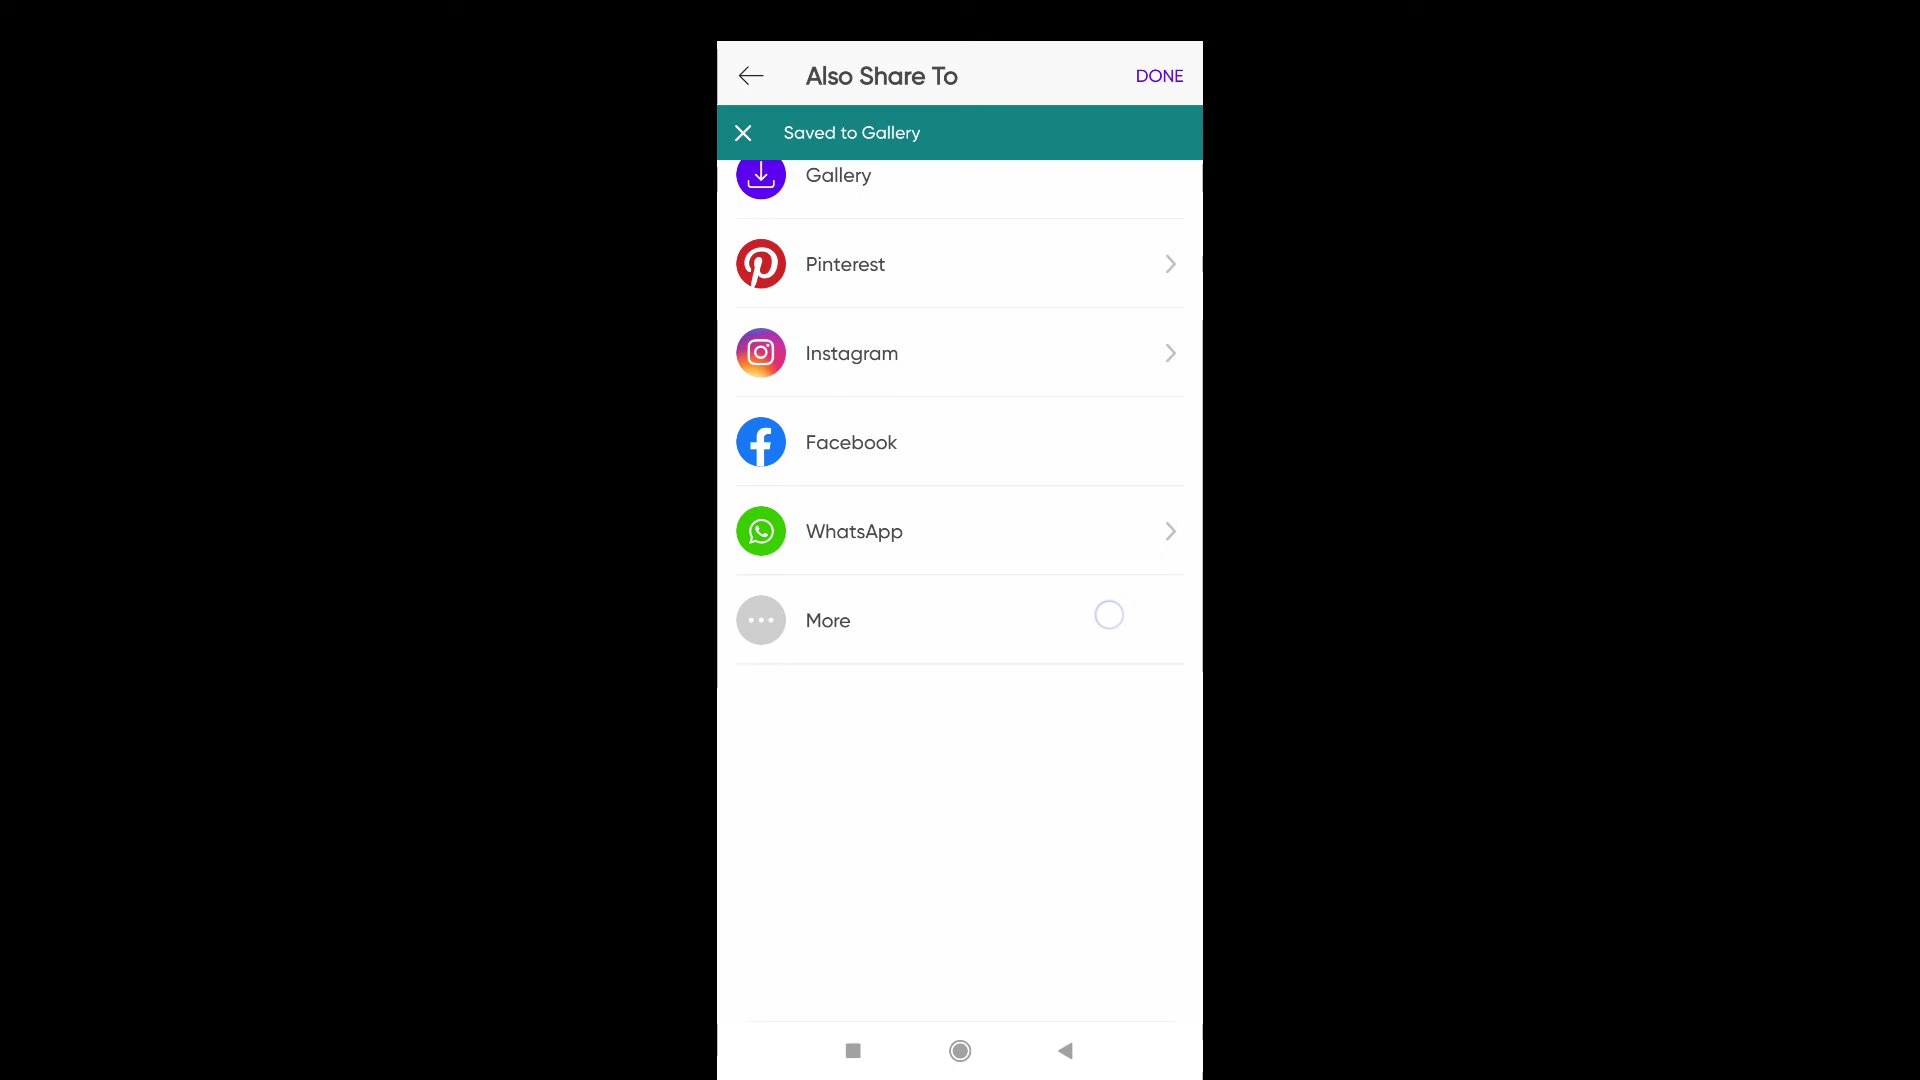 Also Share To
DONE
Saved to Gallery
Gallery
Pinterest
Instagram
Facebook
WhatsApp
More